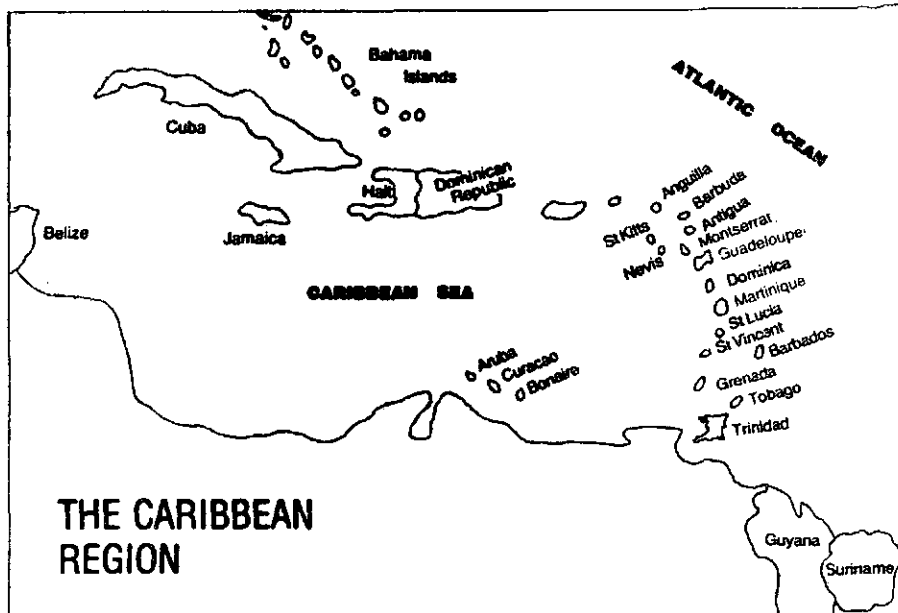 Bahama
Islands
ATLANTIC OCEAN
Cuba
Haiti
Dominican
Republic
Anguilla
Berbuda
Antigua
St Kitts
Montserrat
Nevis
Guadeloupe
Belize
Jamaica
CARIBBEAN SEA
Dominica
Martinique
St Lucia
St Vincent
Barbados
Aruba
Curacao
Bonaire
Grenada
Tobago
Trinidad
THE CARIBBEAN
REGION
Guyana
Suriname